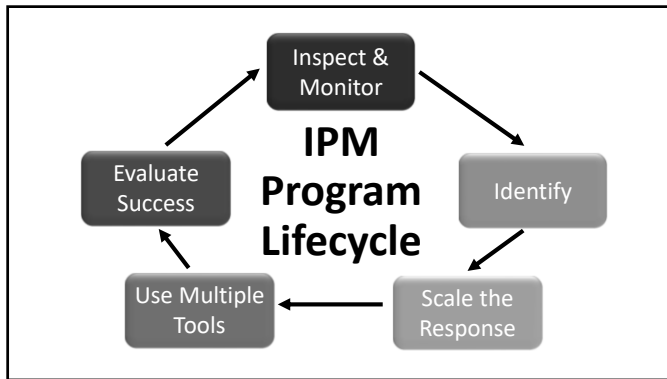 Inspect &
Monitor
IPM
Program
Lifecycle
Identify
Scale the
Response
Use Multiple
Tools
Evaluate
Success